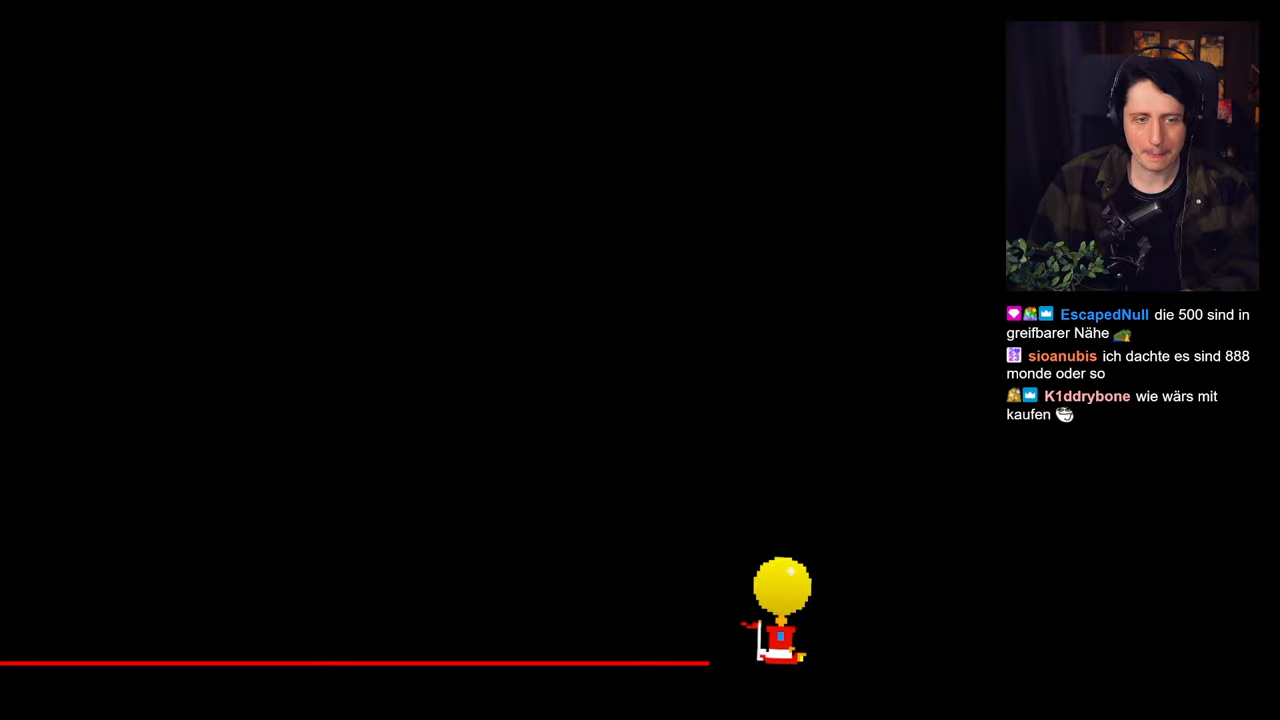 EscapedNull die 500 sind in
greifbarer Nähe
sioanubis ich dachte es sind 888
monde oder so
K1ddrybone wie wärs mit
kaufen